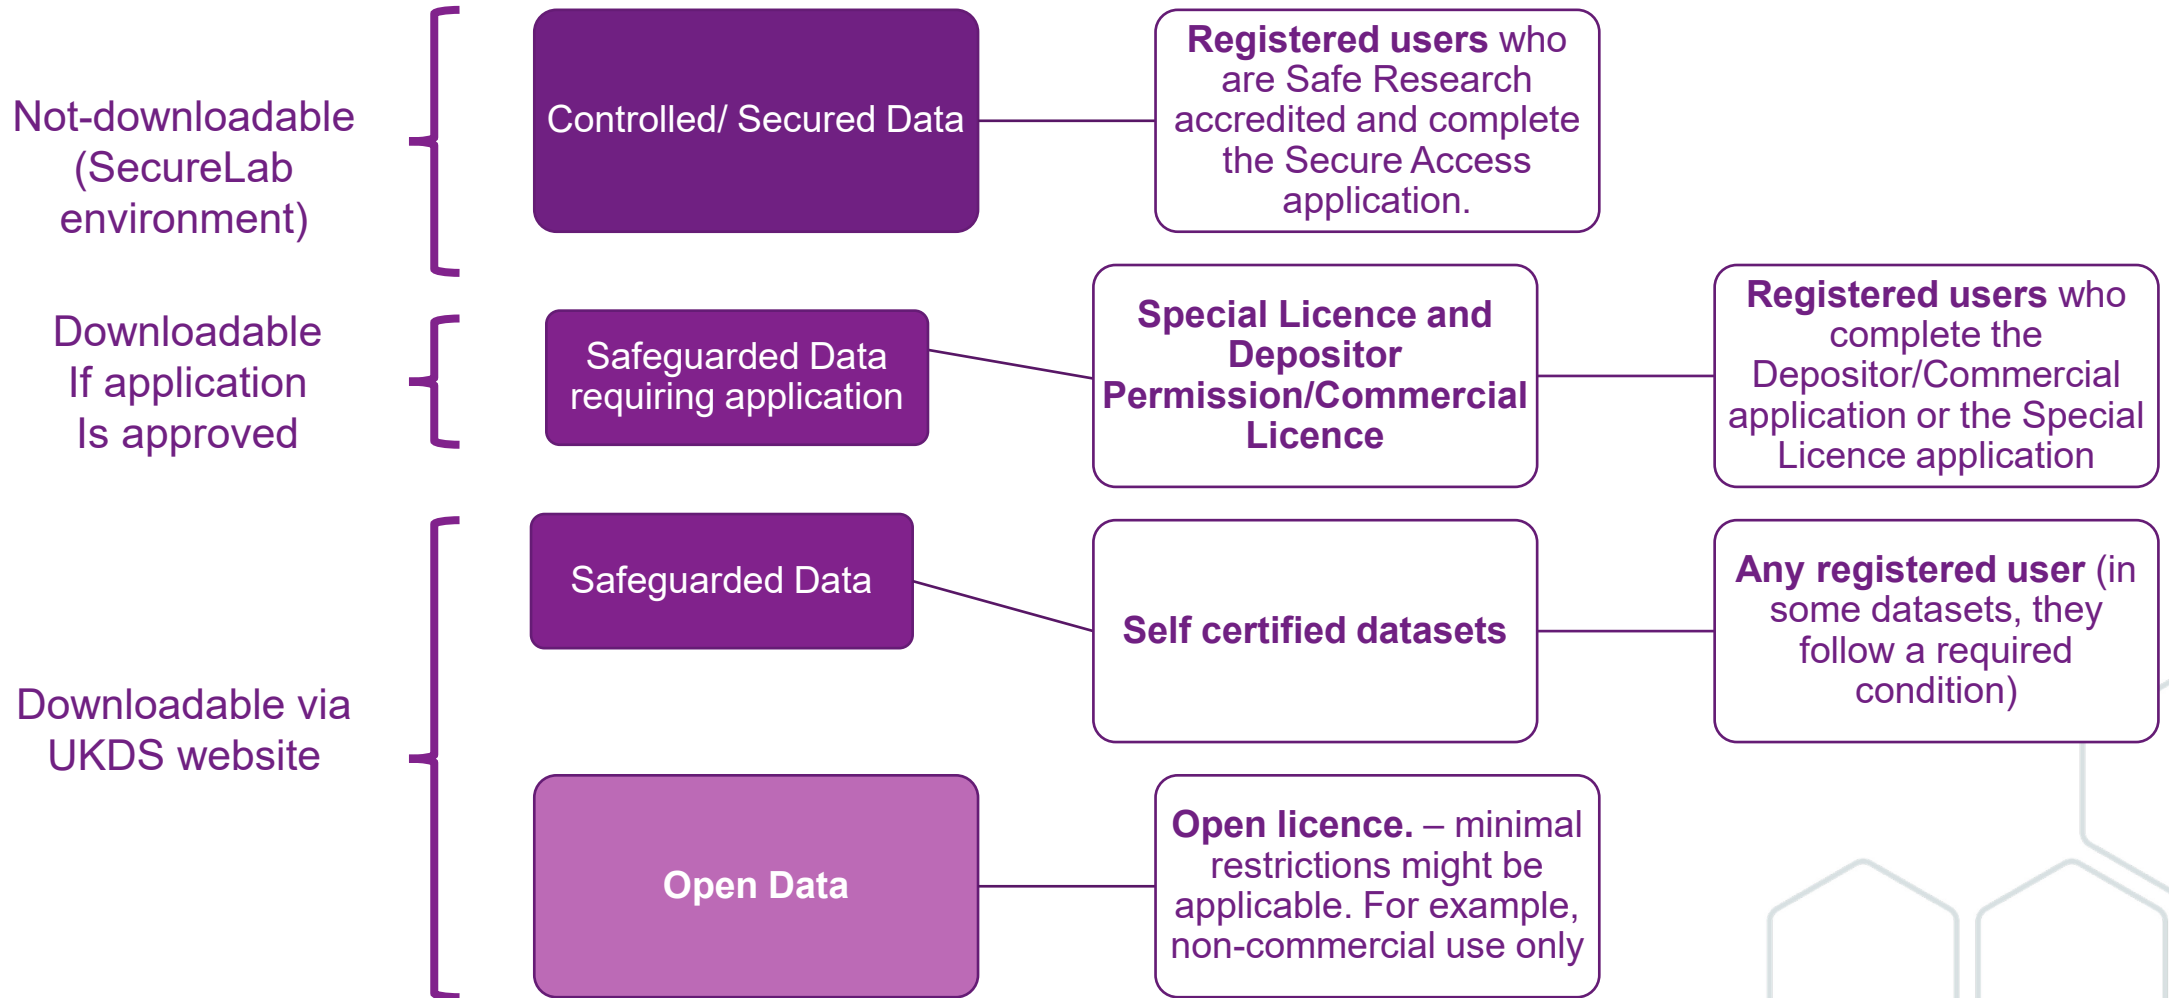 Not-downloadable
(SecureLab
environment)
Controlled/ Secured Data
Registered users who
are Safe Research
accredited and complete
the Secure Access
application.
Downloadable
If application
Is approved
Safeguarded Data
requiring application
Special Licence and
Depositor
Permission/Commercial
Licence
Registered users who
complete the
Depositor/Commercial
application or the Special
Licence application
Downloadable via
UKDS website
Safeguarded Data
Self certified datasets
Any registered user (in
some datasets, they
follow a required
condition)
Open Data
Open licence. – minimal
restrictions might be
applicable. For example,
non-commercial use only